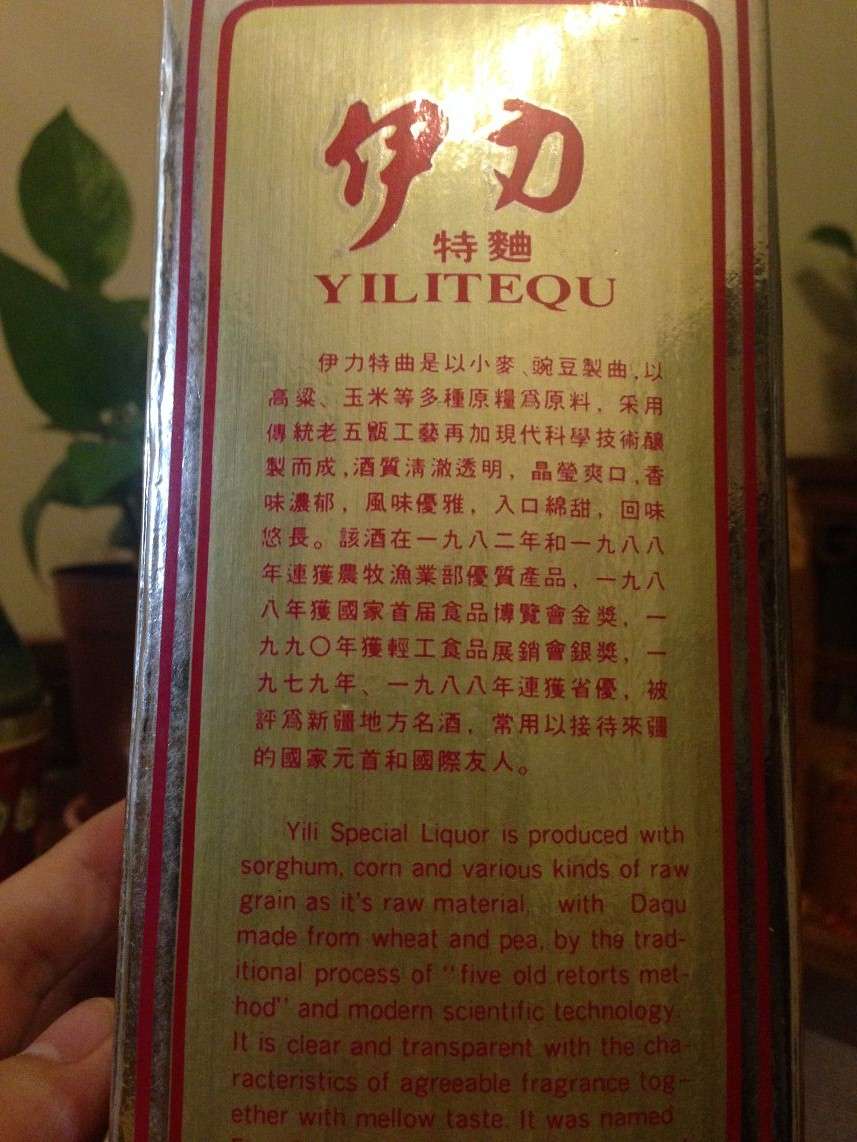 伊力
特麯
YILITEQU
伊力特曲是以小麥、豌豆製曲,以
高粱、玉米等多種原糧爲原料，采用
傳統老五甑工藝再加現代科學技術釀
製而成,酒質清澈透明，晶瑩爽口,香
味濃郁，風味優雅，入口綿甜，回味
悠長。該酒在一九八二年和一九八八
年連獲農牧漁業部優質產品、一九八
八年獲國家首屆食品博覽會金獎，一
九九〇年獲輕工食品展銷會銀獎，一
九七九年、一九八八年連獲省優，被
評爲新疆地方名酒，常用以接待來疆
的國家元首和國際友人。
Yili Special Liquor is produced with
sorghum, corn and various kinds of raw
grain as it's raw material, with Daqu
made from wheat and pea, by the trad-
itional process of "five old retorts met-
hod" and modern scientific technology.
It is clear and transparent with the cha-
racteristics of agreeable fragrance tog-
ether with mellow taste. It was named